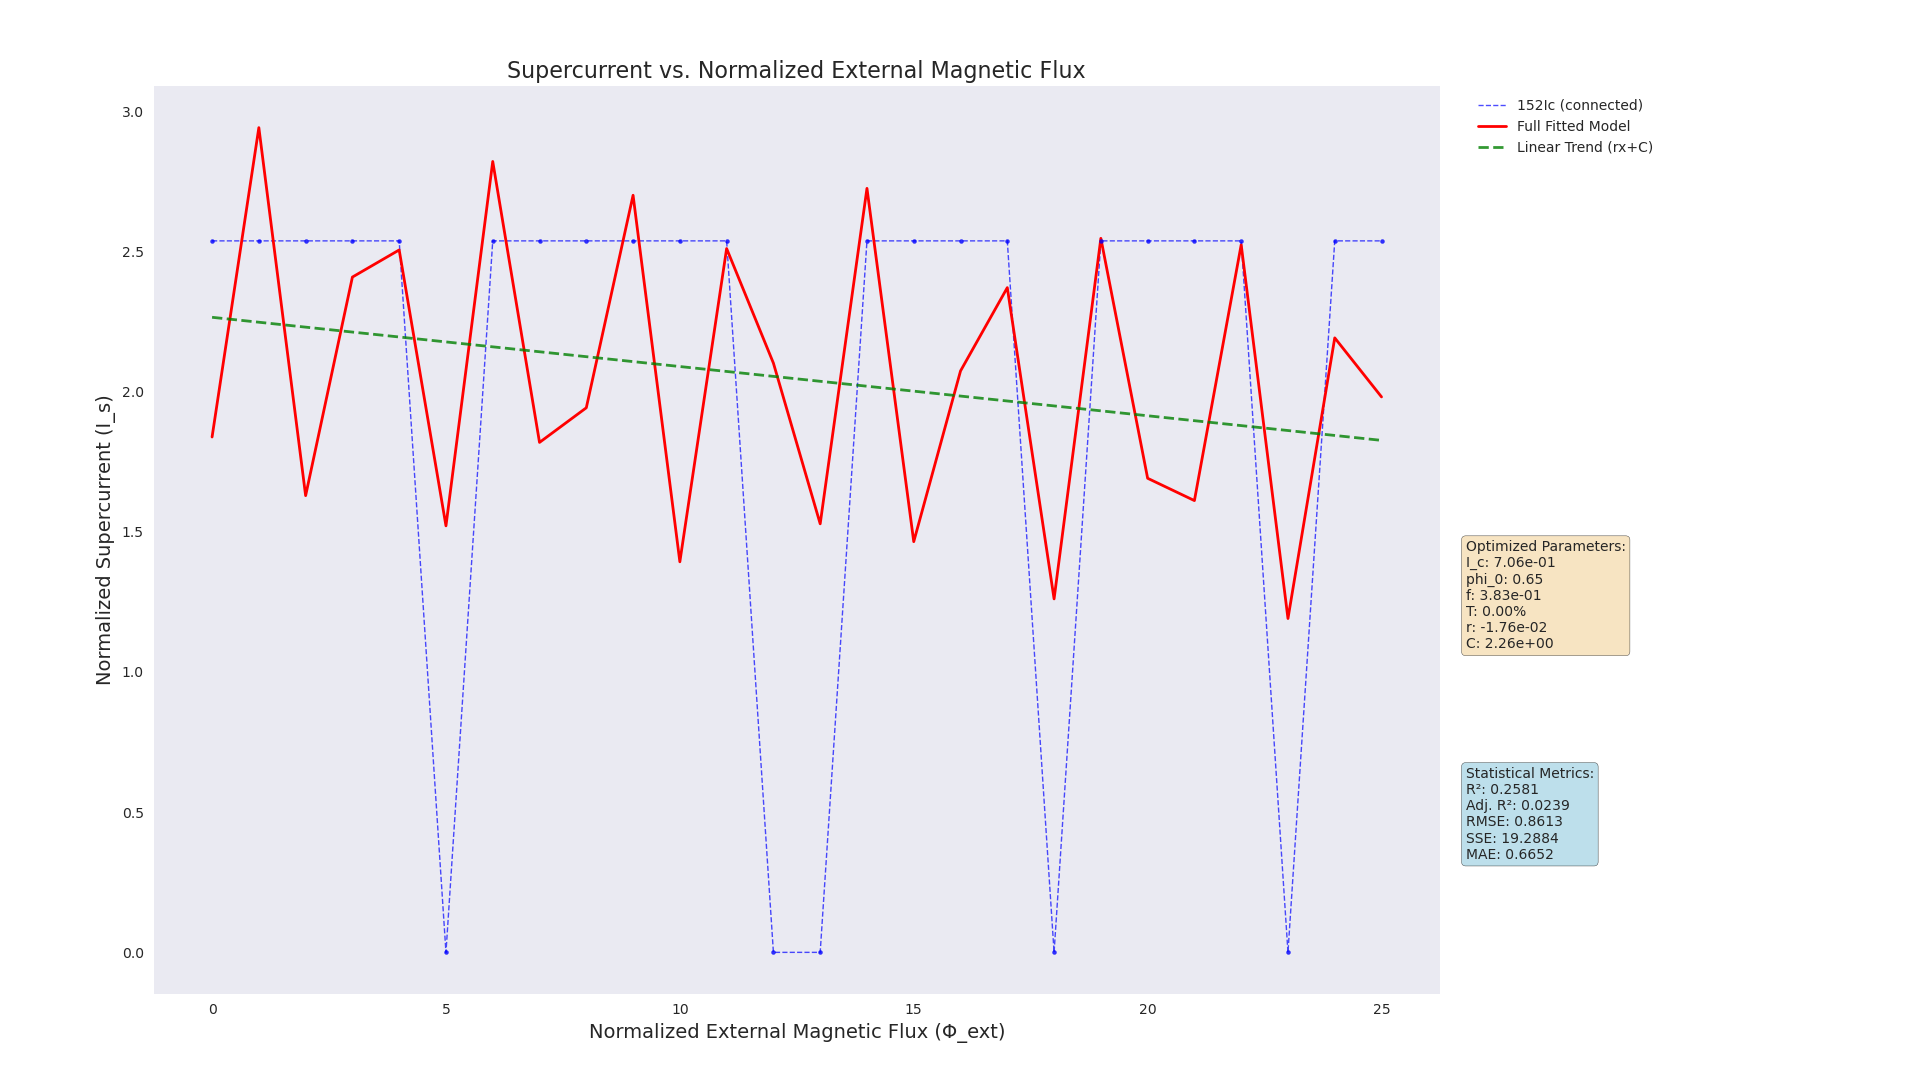 Supercurrent vs. Normalized External Magnetic Flux
3.0
2.5
2.0
1.5
1.0
0.5
0.0
Normalized Supercurrent (I_s)
0
5
10
15
20
25
Normalized External Magnetic Flux (Φ_ext)
152Ic (connected)
Full Fitted Model
Linear Trend (rx+C)
Optimized Parameters:
I_c: 7.06e-01
phi_0: 0.65
f: 3.83e-01
T: 0.00%
r: -1.76e-02
C: 2.26e+00
Statistical Metrics:
R²: 0.2581
Adj. R²: 0.0239
RMSE: 0.8613
SSE: 19.2884
MAE: 0.6652